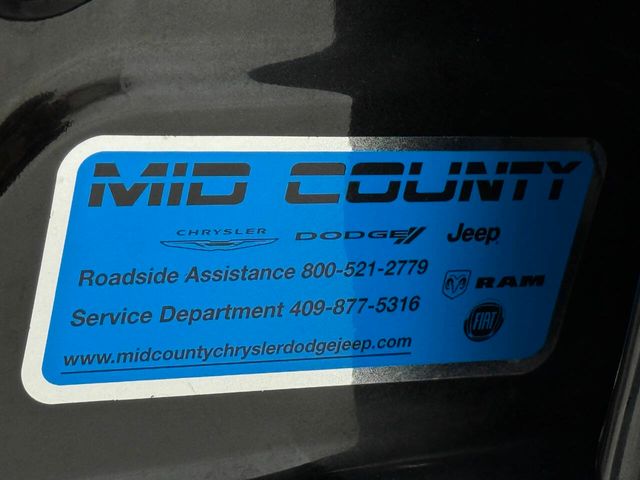 MID COUNTY
CHRYSLER DODGE Jeep
Roadside Assistance 800-521-2779
RAM
Service Department 409-877-5316
FIAT
www.midcountychryslerdodgejeep.com